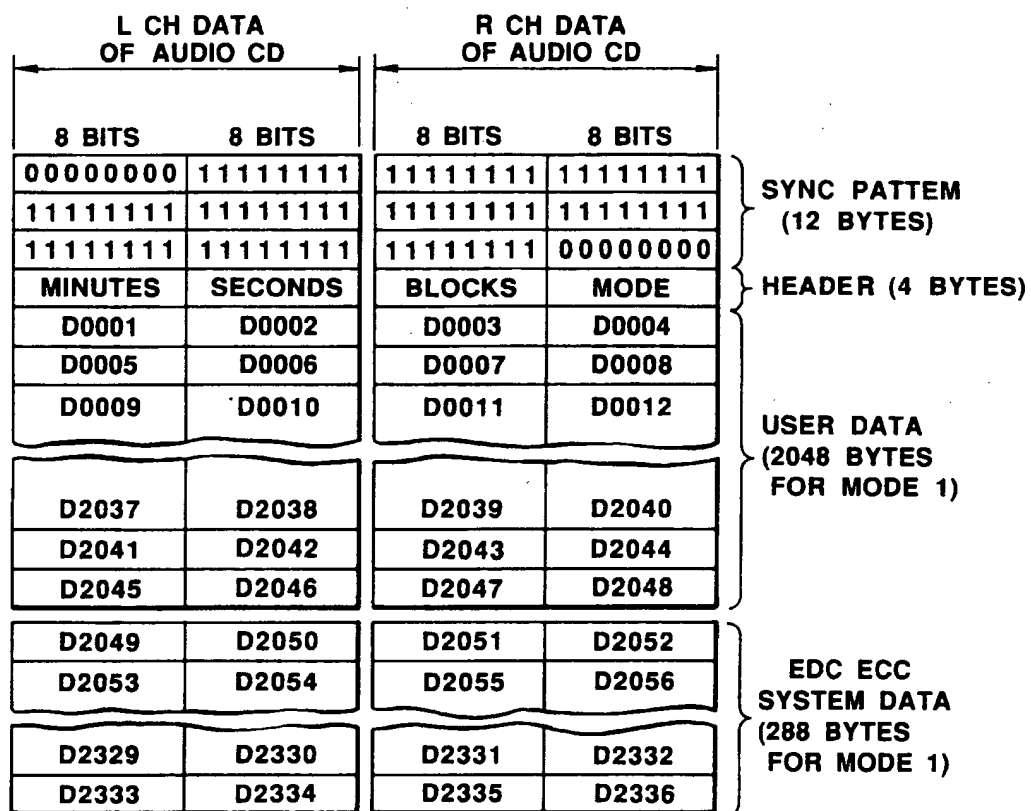 L CH DATA OF AUDIO CD
R CH DATA OF AUDIO CD
8 BITS 8 BITS 8 BITS 8 BITS
00000000 11111111 11111111 11111111
11111111 11111111 11111111 11111111
11111111 11111111 11111111 00000000
SYNC PATTEM
(12 BYTES)
MINUTES SECONDS BLOCKS MODE
HEADER (4 BYTES)
D0001 D0002 D0003 D0004
D0005 D0006 D0007 D0008
D0009 D0010 D0011 D0012
USER DATA
(2048 BYTES
FOR MODE 1)
D2037 D2038 D2039 D2040
D2041 D2042 D2043 D2044
D2045 D2046 D2047 D2048
D2049 D2050 D2051 D2052
D2053 D2054 D2055 D2056
EDC ECC
SYSTEM DATA
(288 BYTES
FOR MODE 1)
D2329 D2330 D2331 D2332
D2333 D2334 D2335 D2336